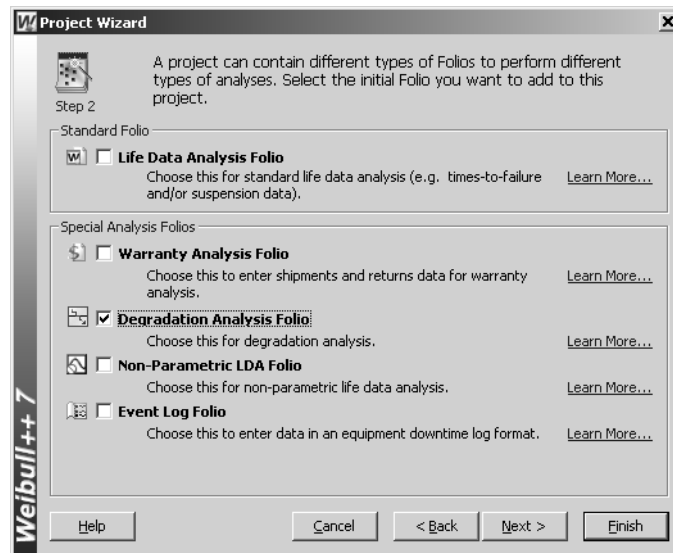 Project Wizard
A project can contain different types of Folios to perform different
types of analyses. Select the initial Folio you want to add to this
project.
Step 2
Standard Folio
Life Data Analysis Folio
Choose this for standard life data analysis (e.g. times-to-failure
and/or suspension data).
Learn More...
Special Analysis Folios
Warranty Analysis Folio
Choose this to enter shipments and returns data for warranty
analysis.
Learn More...
Degradation Analysis Folio
Choose this for degradation analysis.
Learn More...
Non-Parametric LDA Folio
Choose this for non-parametric life data analysis.
Learn More...
Event Log Folio
Choose this to enter data in an equipment downtime log format.
Learn More...
Weibull++ 7
Help
Cancel
< Back
Next >
Finish